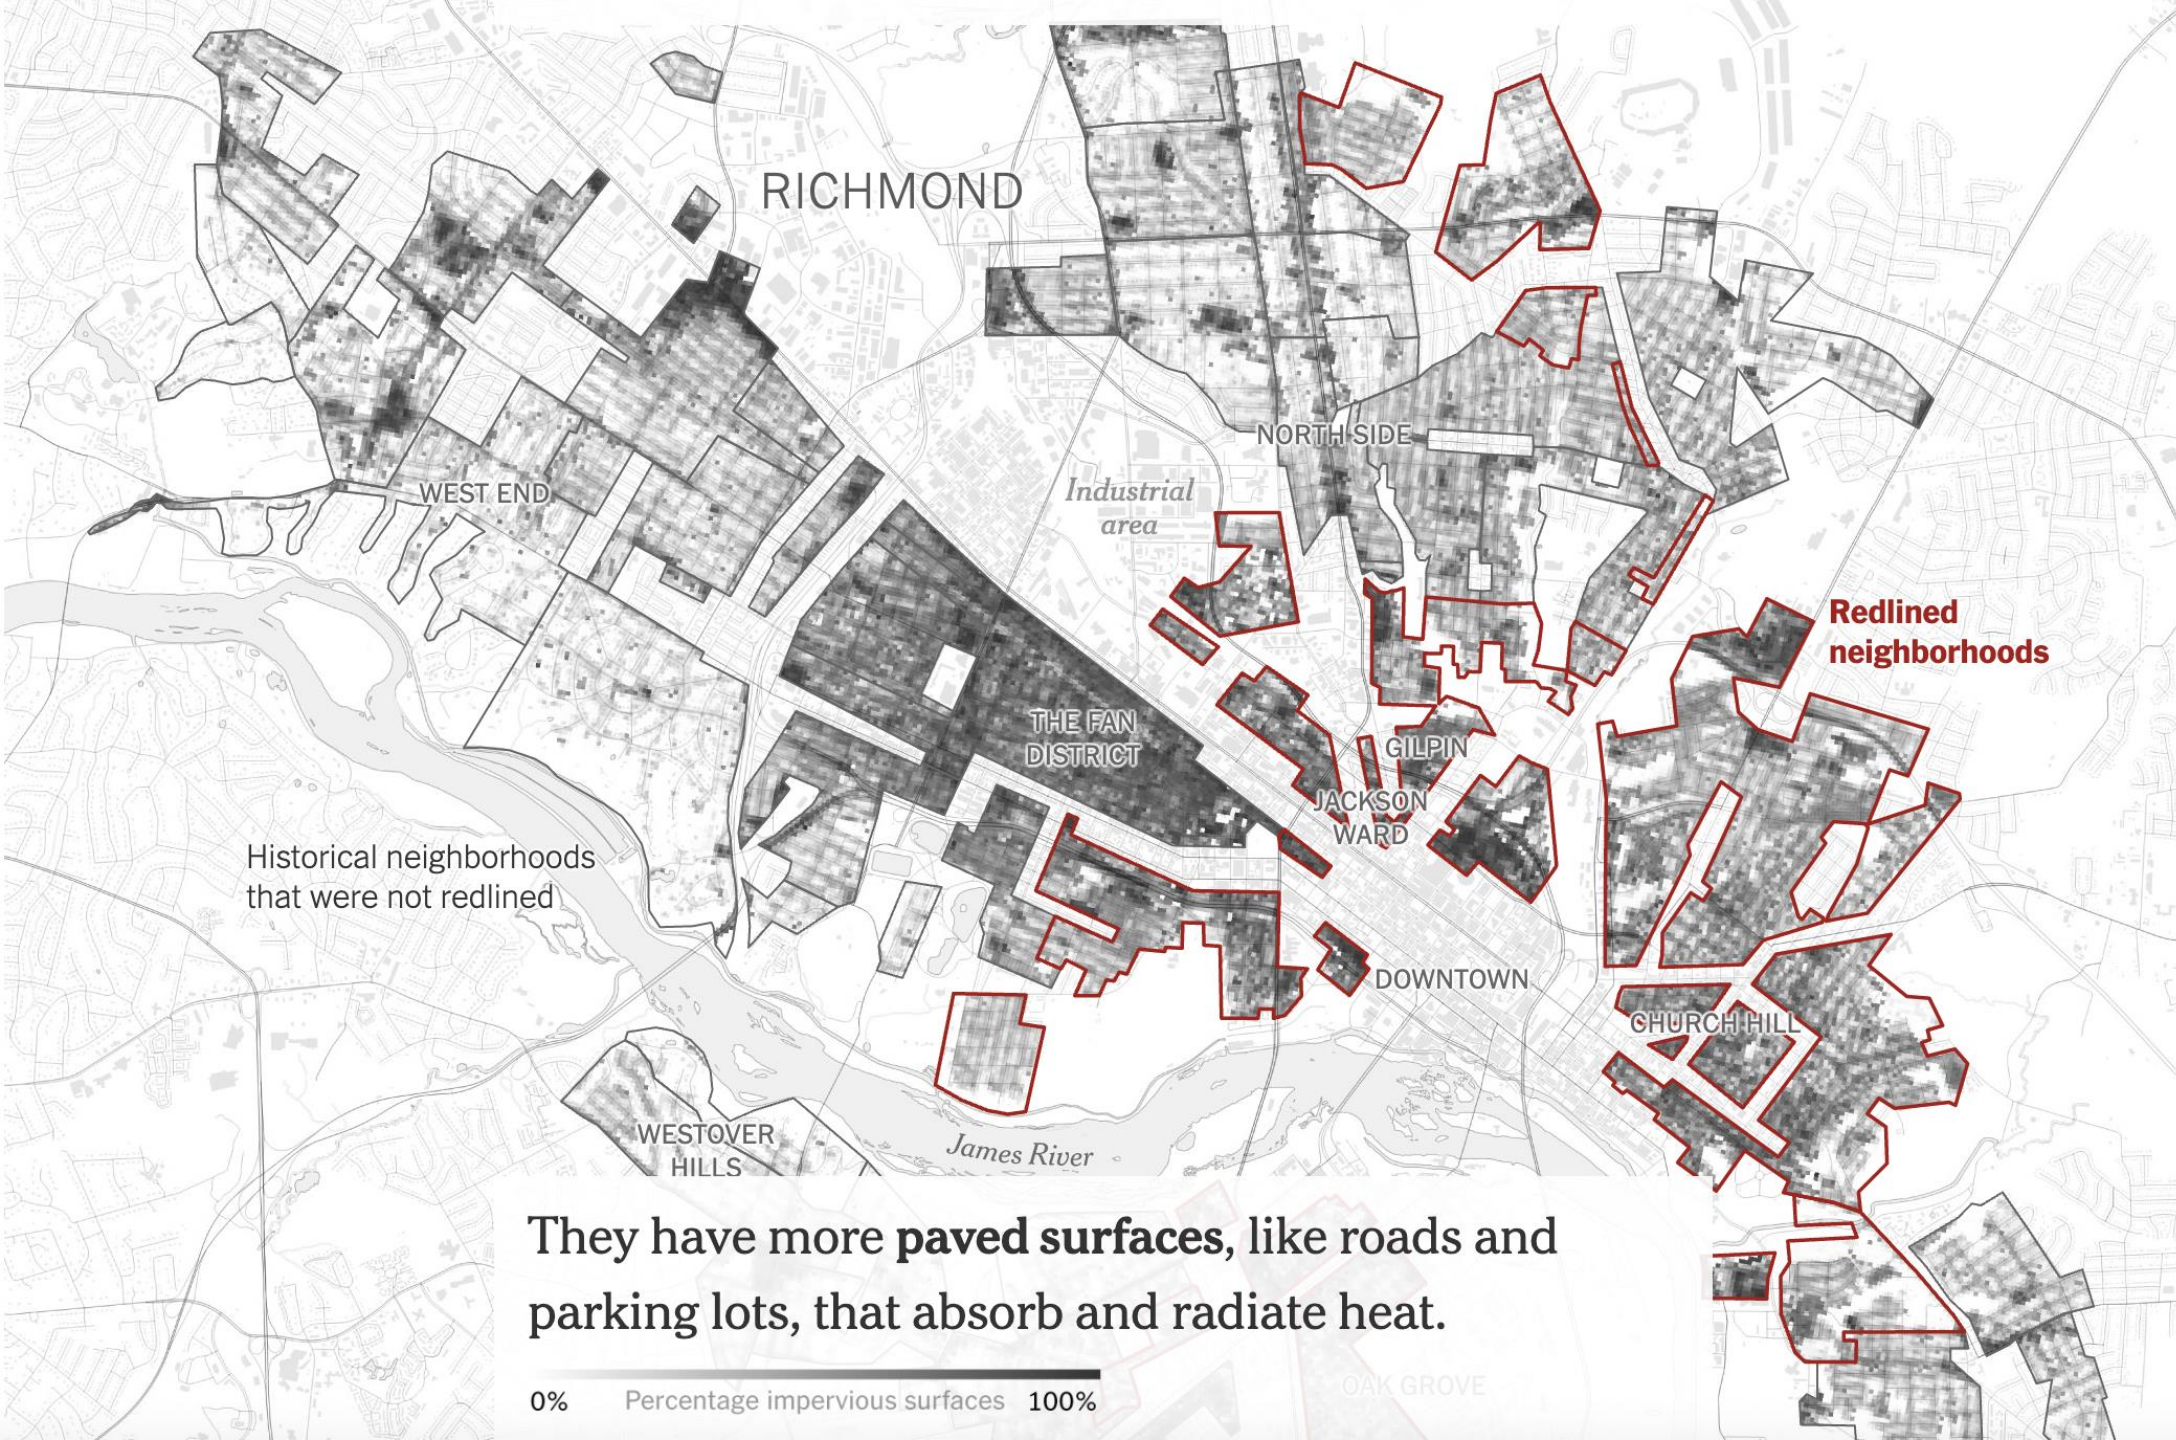 RICHMOND
NORTH SIDE
WEST END
Industrial
area
Redlined
neighborhoods
THE FAN
DISTRICT
GILPIN
JACKSON
WARD
Historical neighborhoods
that were not redlined
DOWNTOWN
CHURCH HILL
WESTOVER
HILLS
James River
They have more paved surfaces, like roads and
parking lots, that absorb and radiate heat.
0% Percentage impervious surfaces 100%
OAK GROVE